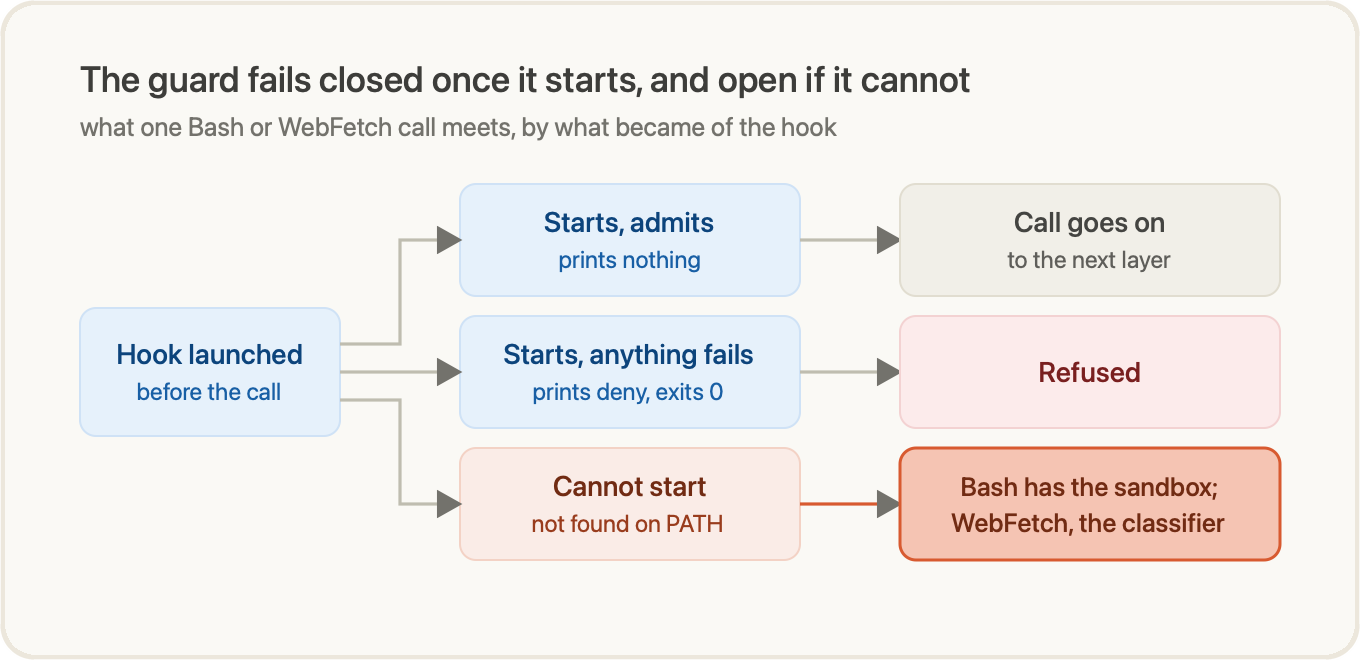 The guard fails closed once it starts, and open if it cannot
what one Bash or WebFetch call meets, by what became of the hook
Hook launched
before the call
Starts, admits
prints nothing
Call goes on
to the next layer
Starts, anything fails
prints deny, exits 0
Refused
Cannot start
not found on PATH
Bash has the sandbox;
WebFetch, the classifier